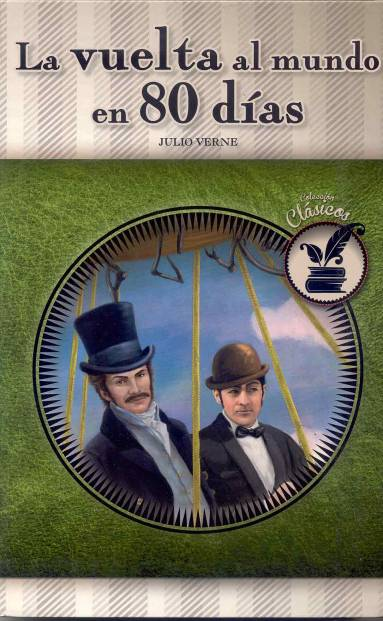 La vuelta al mundo
en 80 días
JULIO VERNE
Colección
Clásicos